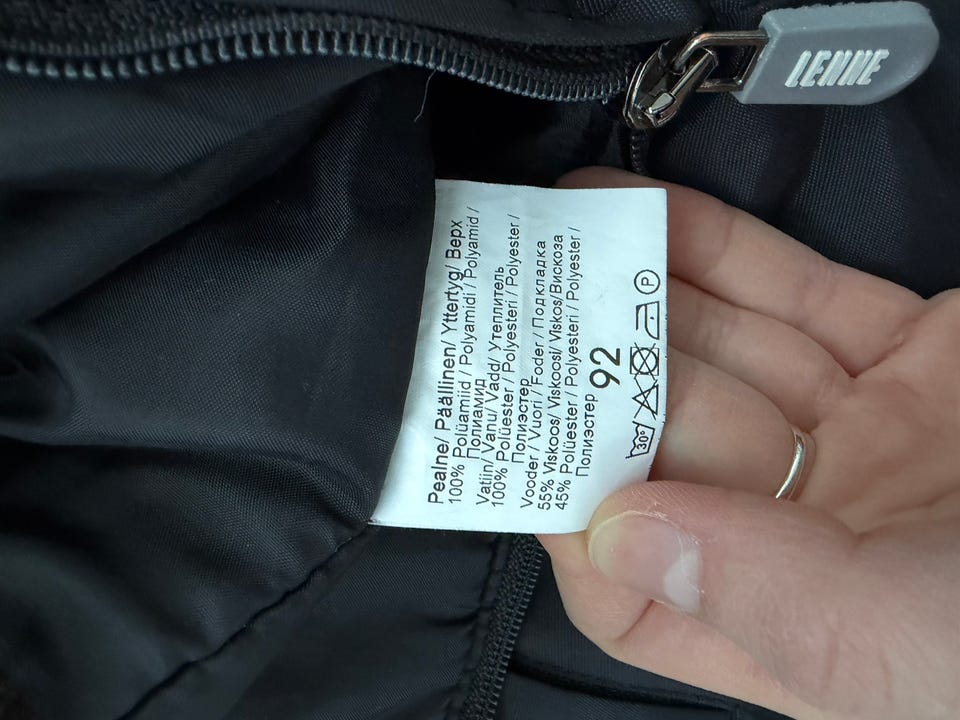 LENNE
Pealne/ Päällinen/ Yttertyg/ Верх
100% Polüamiid / Polyamidi / Polyamid /
Полиамид
Vatiin/ Vanu/ Vadd/ Утеплитель
100% Polüester / Polyesteri / Polyester /
Полиэстер
Vooder / Vuori / Foder / Подкладка
55% Viskoos/ Viskoosi/ Viskos/Вискоза
45% Polüester / Polyesteri / Polyester /
Полиэстер
92
30° P